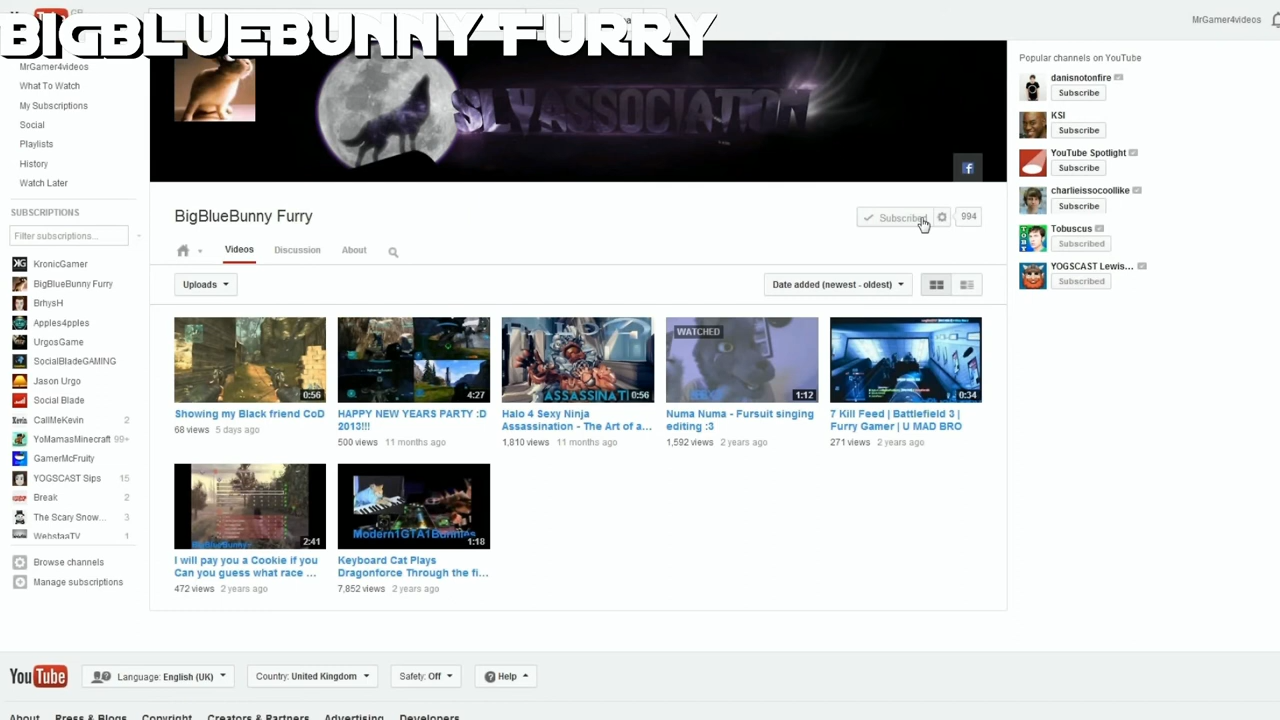 BIGBLUEBUNNY FURRY
MrGamer4videos
MrGamer4videos
What To Watch
My Subscriptions
Social
Playlists
History
Watch Later
SUBSCRIPTIONS
Filter subscriptions...
KronicGamer
BigBlueBunny Furry
BrhysH
Apples4pples
UrgosGame
SocialBladeGAMING
Jason Urgo
Social Blade
CallMeKevin 2
YoMamasMinecraft 99+
GamerMcFruity
YOGSCAST Sips 15
Break 2
The Scary Snow... 3
WebstaaTV 1
Browse channels
Manage subscriptions
SLYASSOCIATION
BigBlueBunny Furry
Subscribed 994
Videos Discussion About
Uploads
Date added (newest - oldest)
0:56
Showing my Black friend CoD
68 views 5 days ago
4:27
HAPPY NEW YEARS PARTY :D
2013!!!
500 views 11 months ago
ASSASSINATI
0:56
Halo 4 Sexy Ninja
Assassination - The Art of a...
1,810 views 11 months ago
WATCHED
1:12
Numa Numa - Fursuit singing
editing :3
1,592 views 2 years ago
0:34
7 Kill Feed | Battlefield 3 |
Furry Gamer | U MAD BRO
271 views 2 years ago
2:41
I will pay you a Cookie if you
Can you guess what race ...
472 views 2 years ago
Modern1GTA1Bunnies
1:18
Keyboard Cat Plays
Dragonforce Through the fi...
7,852 views 2 years ago
Popular channels on YouTube
danisnotonfire
Subscribe
KSI
Subscribe
YouTube Spotlight
Subscribe
charlieissocoollike
Subscribe
Tobuscus
Subscribed
YOGSCAST Lewis...
Subscribed
YouTube
Language: English (UK)
Country: United Kingdom
Safety: Off
Help
About Press & Blogs Copyright Creators & Partners Advertising Developers